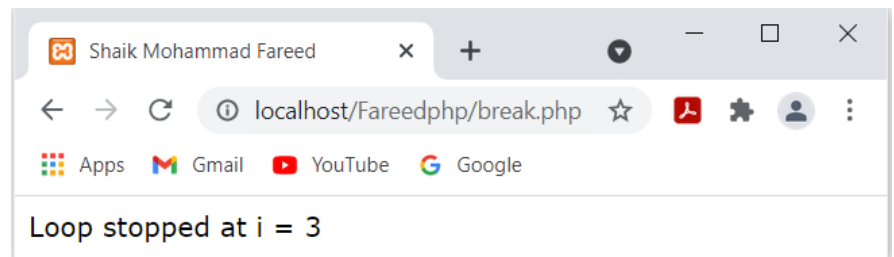 Shaik Mohammad Fareed
localhost/Fareedphp/break.php
Apps Gmail YouTube Google
Loop stopped at i = 3